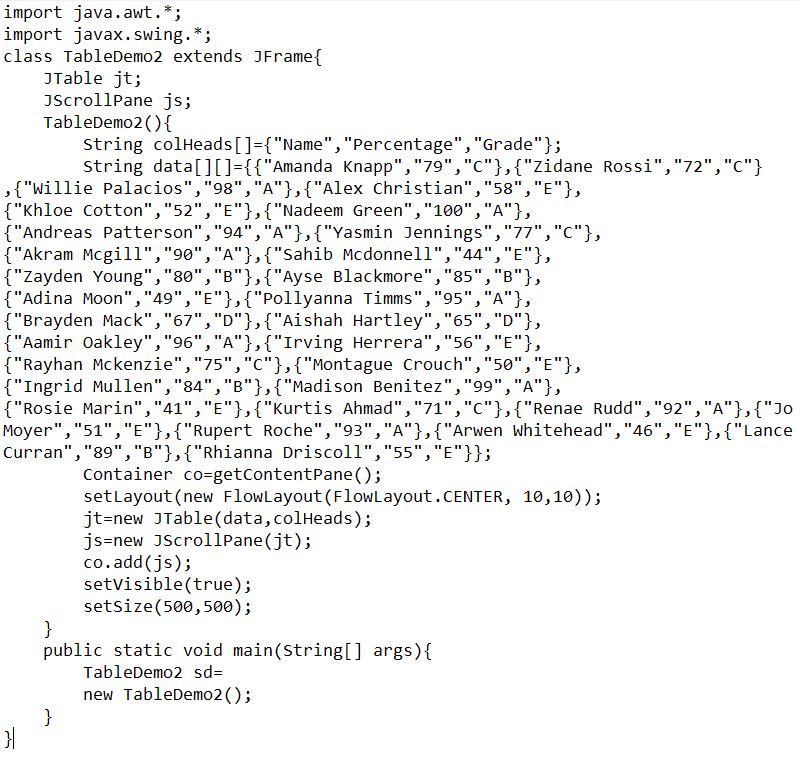 import java.awt.*;
import javax.swing.*;
class TableDemo2 extends JFrame{
    JTable jt;
    JScrollPane js;
    TableDemo2(){
        String colHeads[]={"Name","Percentage","Grade"};
        String data[][]={{"Amanda Knapp","79","C"},{"Zidane Rossi","72","C"}
,{"Willie Palacios","98","A"},{"Alex Christian","58","E"},
{"Khloe Cotton","52","E"},{"Nadeem Green","100","A"},
{"Andreas Patterson","94","A"},{"Yasmin Jennings","77","C"},
{"Akram Mcgill","90","A"},{"Sahib Mcdonnell","44","E"},
{"Zayden Young","80","B"},{"Ayse Blackmore","85","B"},
{"Adina Moon","49","E"},{"Pollyanna Timms","95","A"},
{"Brayden Mack","67","D"},{"Aishah Hartley","65","D"},
{"Aamir Oakley","96","A"},{"Irving Herrera","56","E"},
{"Rayhan Mckenzie","75","C"},{"Montague Crouch","50","E"},
{"Ingrid Mullen","84","B"},{"Madison Benitez","99","A"},
{"Rosie Marin","41","E"},{"Kurtis Ahmad","71","C"},{"Renae Rudd","92","A"},{"Jo
Moyer","51","E"},{"Rupert Roche","93","A"},{"Arwen Whitehead","46","E"},{"Lance
Curran","89","B"},{"Rhianna Driscoll","55","E"}};
        Container co=getContentPane();
        setLayout(new FlowLayout(FlowLayout.CENTER, 10,10));
        jt=new JTable(data,colHeads);
        js=new JScrollPane(jt);
        co.add(js);
        setVisible(true);
        setSize(500,500);
    }
    public static void main(String[] args){
        TableDemo2 sd=
        new TableDemo2();
    }
}